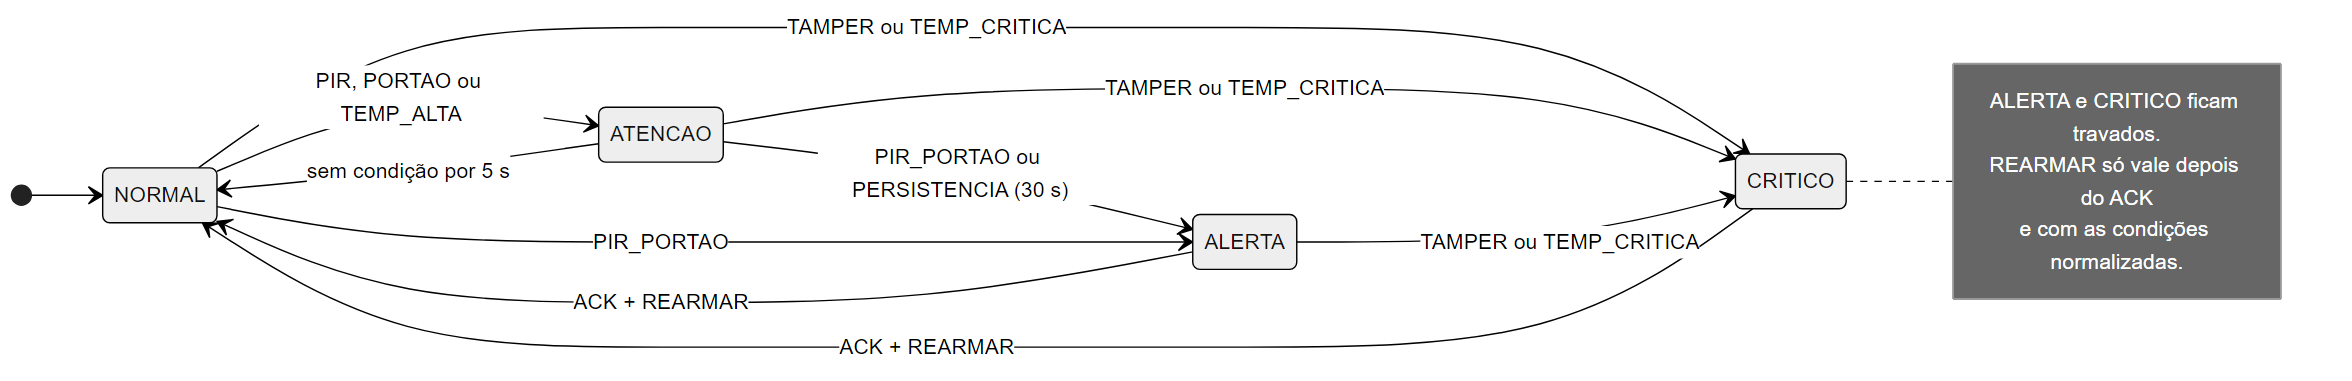 TAMPER ou TEMP_CRITICA
PIR, PORTAO ou
TEMP_ALTA
TAMPER ou TEMP_CRITICA
ATENCAO
sem condição por 5 s
PIR_PORTAO ou
PERSISTENCIA (30 s)
NORMAL
CRITICO
PIR_PORTAO
ALERTA
TAMPER ou TEMP_CRITICA
ACK + REARMAR
ACK + REARMAR
ALERTA e CRITICO ficam
travados.
REARMAR só vale depois
do ACK
e com as condições
normalizadas.